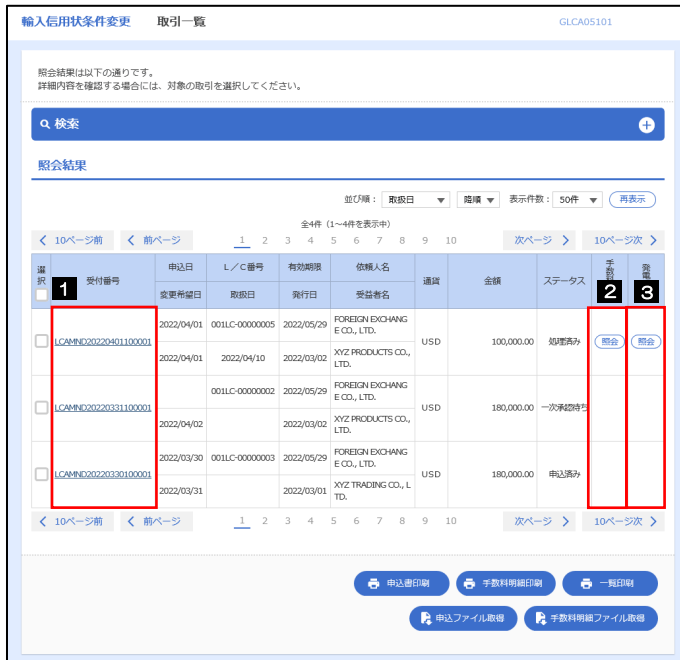 輸入信用状条件変更 取引一覧 GLCA05101
照会結果は以下の通りです。
詳細内容を確認する場合には、対象の取引を選択してください。
検索
照会結果
並び順： 取扱日 降順 表示件数： 50件 再表示
全4件（1～4件を表示中）
10ページ前 前ページ 1 2 3 4 5 6 7 8 9 10 次ページ 10ページ次
選択 受付番号 申込日 L／C番号 有効期限 依頼人名 通貨 金額 ステータス 手数料 発電
変更希望日 取扱日 発行日 受益者名
1 2 3
2022/04/01 001LC-00000005 2022/05/29 FOREIGN EXCHANG
E CO., LTD.
LCAMND20220401100001 USD 100,000.00 処理済み 照会 照会
2022/04/01 2022/04/10 2022/03/02 XYZ PRODUCTS CO.,
LTD.
001LC-00000002 2022/05/29 FOREIGN EXCHANG
E CO., LTD.
LCAMND20220331100001 USD 180,000.00 一次承認待ち
2022/04/02 2022/03/02 XYZ PRODUCTS CO.,
LTD.
2022/03/30 001LC-00000003 2022/05/29 FOREIGN EXCHANG
E CO., LTD.
LCAMND20220330100001 USD 180,000.00 申込済み
2022/03/31 2022/03/01 XYZ TRADING CO., L
TD.
10ページ前 前ページ 1 2 3 4 5 6 7 8 9 10 次ページ 10ページ次
申込書印刷 手数料明細印刷 一覧印刷
申込ファイル取得 手数料明細ファイル取得